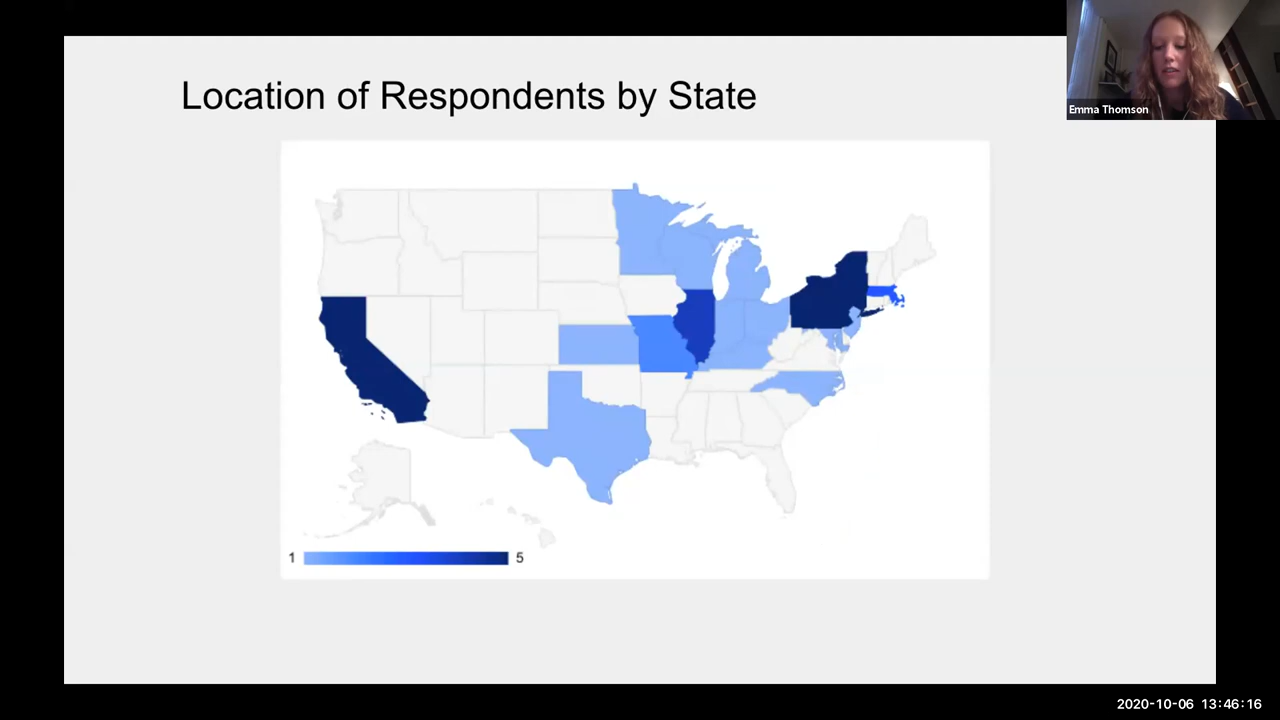 Location of Respondents by State
Emma Thomson
1
5
2020-10-06 13:46:16